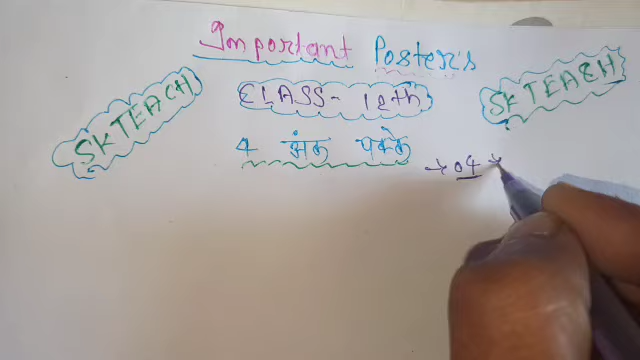 Important Poster's
SKTEACH
CLASS- 12th
SKTEACH
4 अंक पक्के
→ 04 →